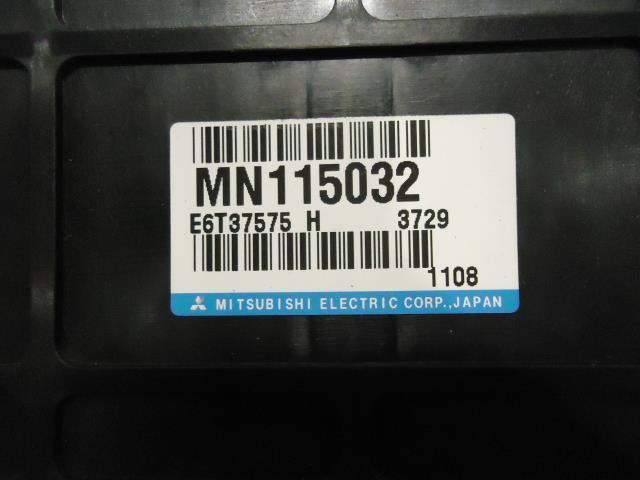 MN115032
E6T37575 H 3729
1108
MITSUBISHI ELECTRIC CORP.,JAPAN